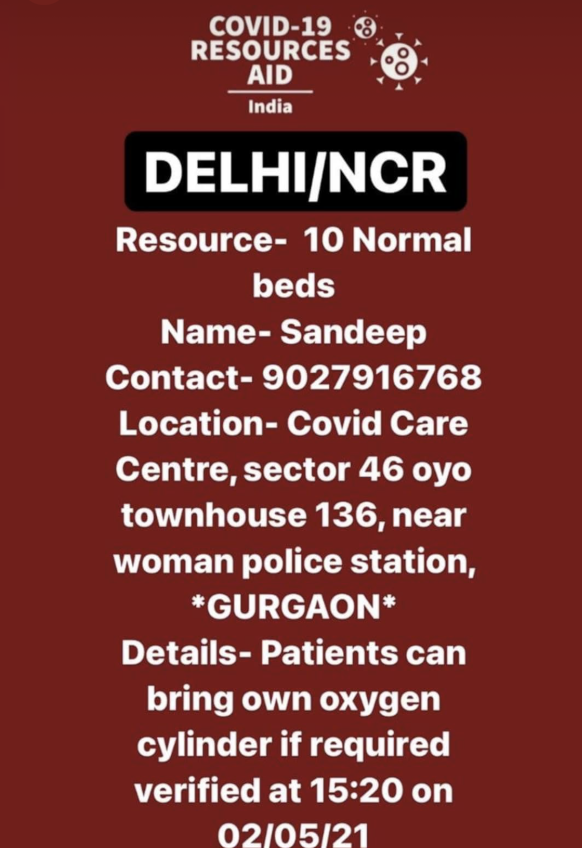 COVID-19
RESOURCES
AID
India
DELHI/NCR
Resource-  10 Normal
beds
Name- Sandeep
Contact- 9027916768
Location- Covid Care
Centre, sector 46 oyo
townhouse 136, near
woman police station,
*GURGAON*
Details- Patients can
bring own oxygen
cylinder if required
verified at 15:20 on
02/05/21